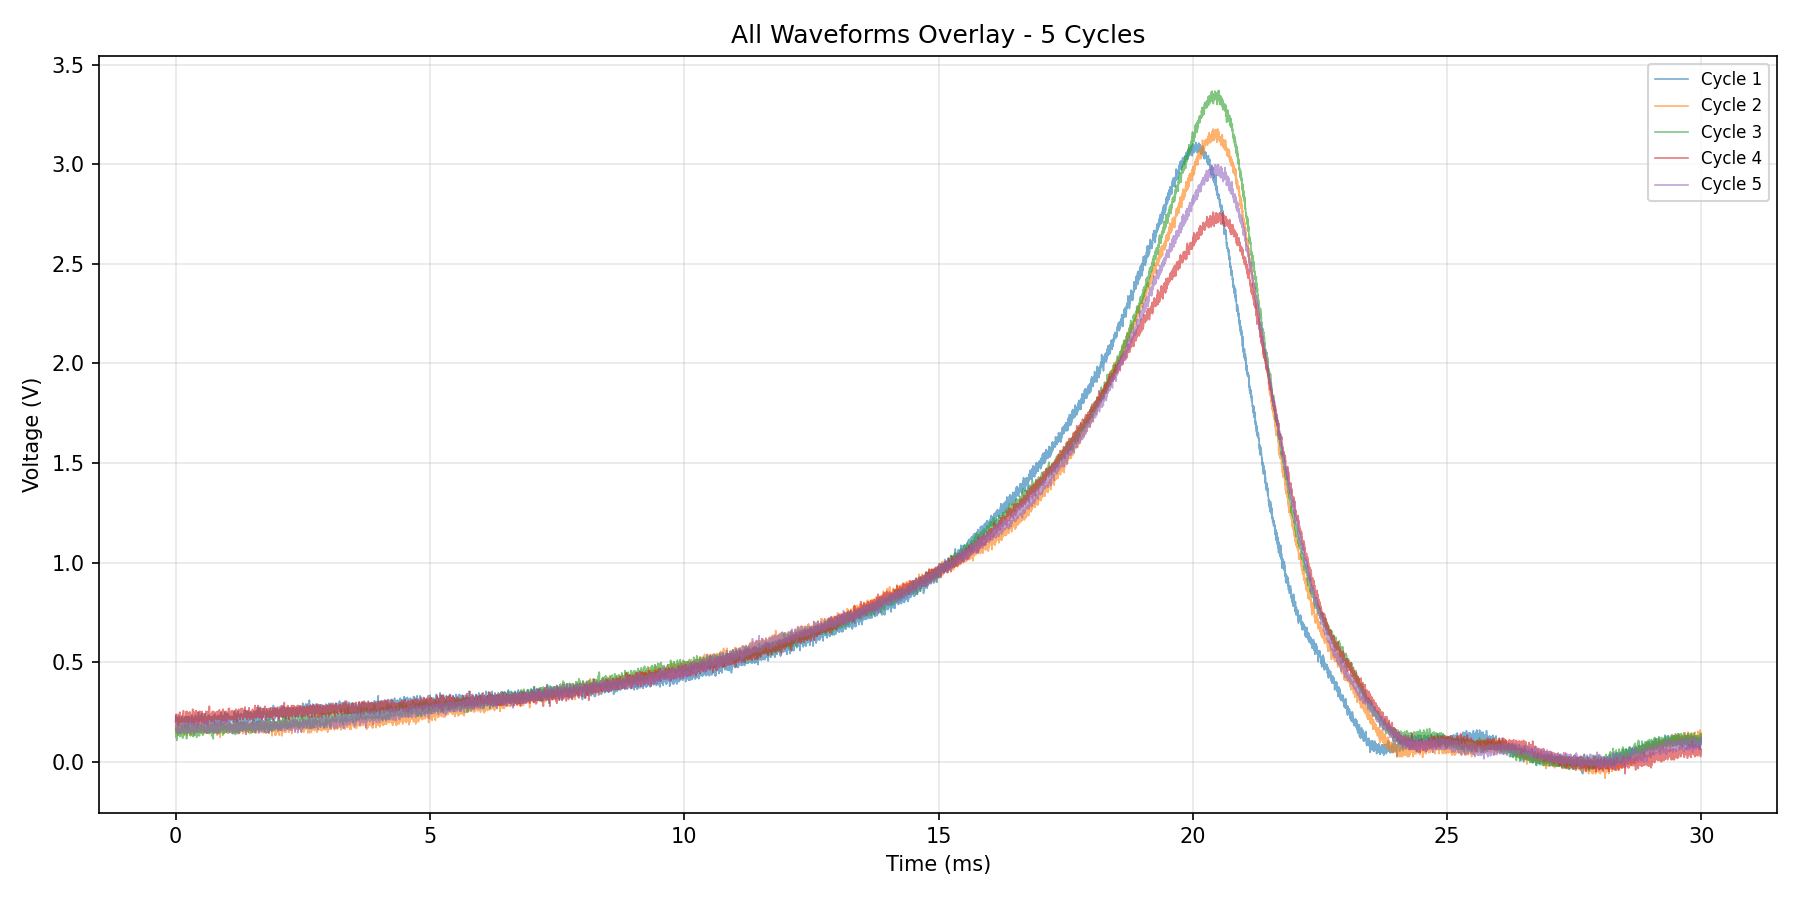 All Waveforms Overlay - 5 Cycles
Cycle 1
Cycle 2
Cycle 3
Cycle 4
Cycle 5
Voltage (V)
3.5
3.0
2.5
2.0
1.5
1.0
0.5
0.0
0 5 10 15 20 25 30
Time (ms)